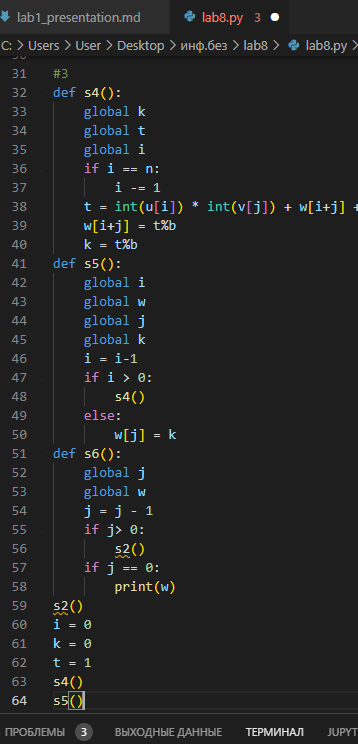 lab1_presentation.md lab8.py 3
C: > Users > User > Desktop > инф.без > lab8 > lab8.py >
31 #3
32 def s4():
33 global k
34 global t
35 global i
36 if i == n:
37 i -= 1
38 t = int(u[i]) * int(v[j]) + w[i+j] +
39 w[i+j] = t%b
40 k = t%b
41 def s5():
42 global i
43 global w
44 global j
45 global k
46 i = i-1
47 if i > 0:
48 s4()
49 else:
50 w[j] = k
51 def s6():
52 global j
53 global w
54 j = j - 1
55 if j> 0:
56 s2()
57 if j == 0:
58 print(w)
59 s2()
60 i = 0
61 k = 0
62 t = 1
63 s4()
64 s5()
ПРОБЛЕМЫ 3 ВЫХОДНЫЕ ДАННЫЕ ТЕРМИНАЛ JUPYT